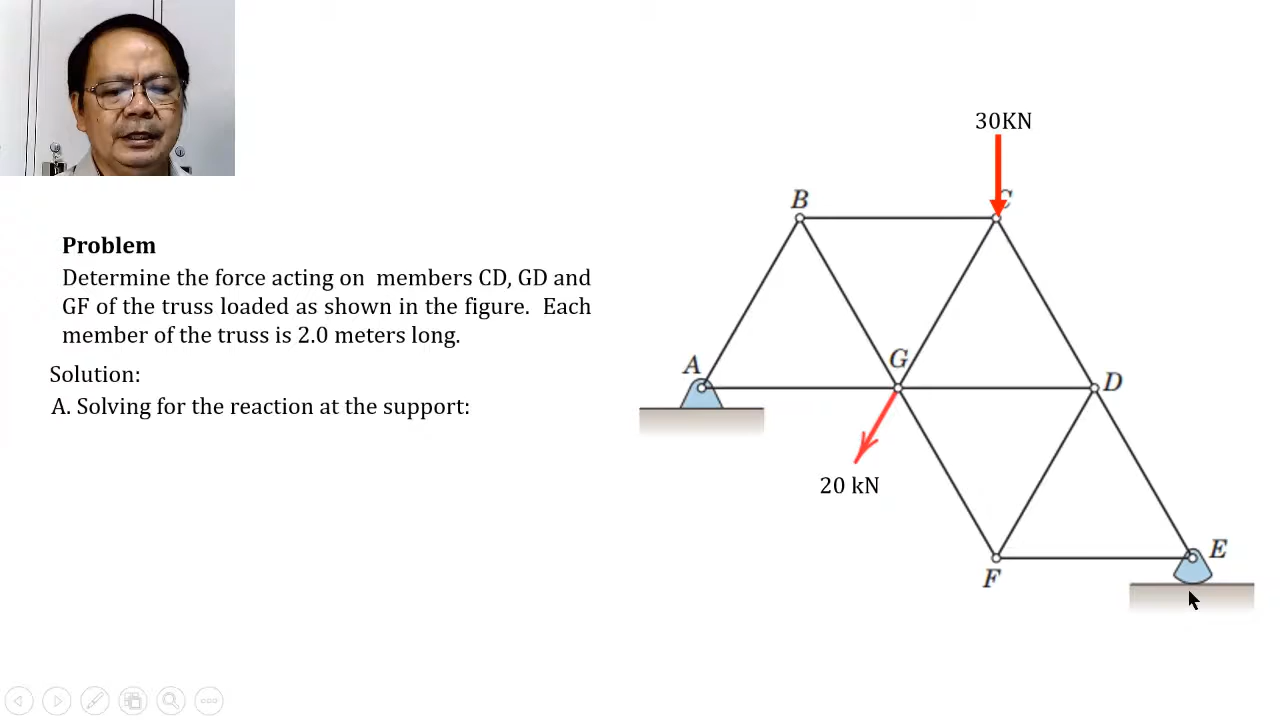 30KN
B
C
Problem
Determine the force acting on members CD, GD and
GF of the truss loaded as shown in the figure. Each
member of the truss is 2.0 meters long.
Solution:
A. Solving for the reaction at the support:
A
G
D
20 kN
E
F